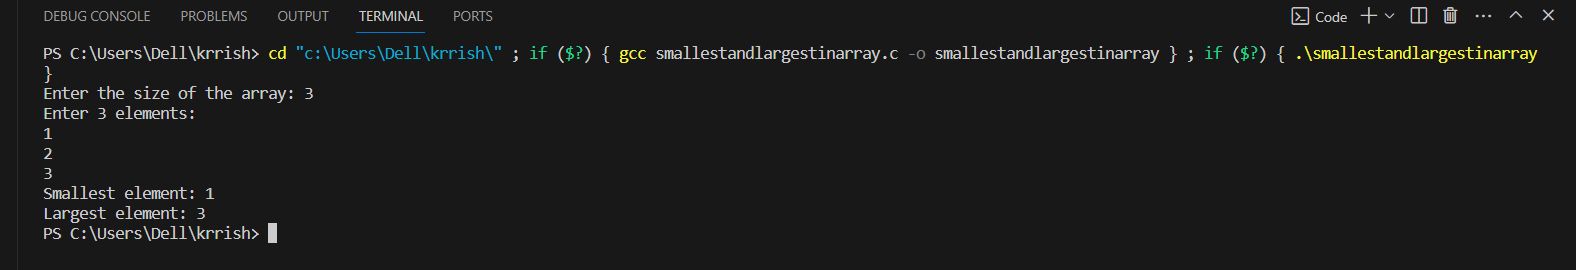 DEBUG CONSOLE PROBLEMS OUTPUT TERMINAL PORTS Code
PS C:\Users\Dell\krrish> cd "c:\Users\Dell\krrish\" ; if ($?) { gcc smallestandlargestinarray.c -o smallestandlargestinarray } ; if ($?) { .\smallestandlargestinarray
}
Enter the size of the array: 3
Enter 3 elements:
1
2
3
Smallest element: 1
Largest element: 3
PS C:\Users\Dell\krrish>